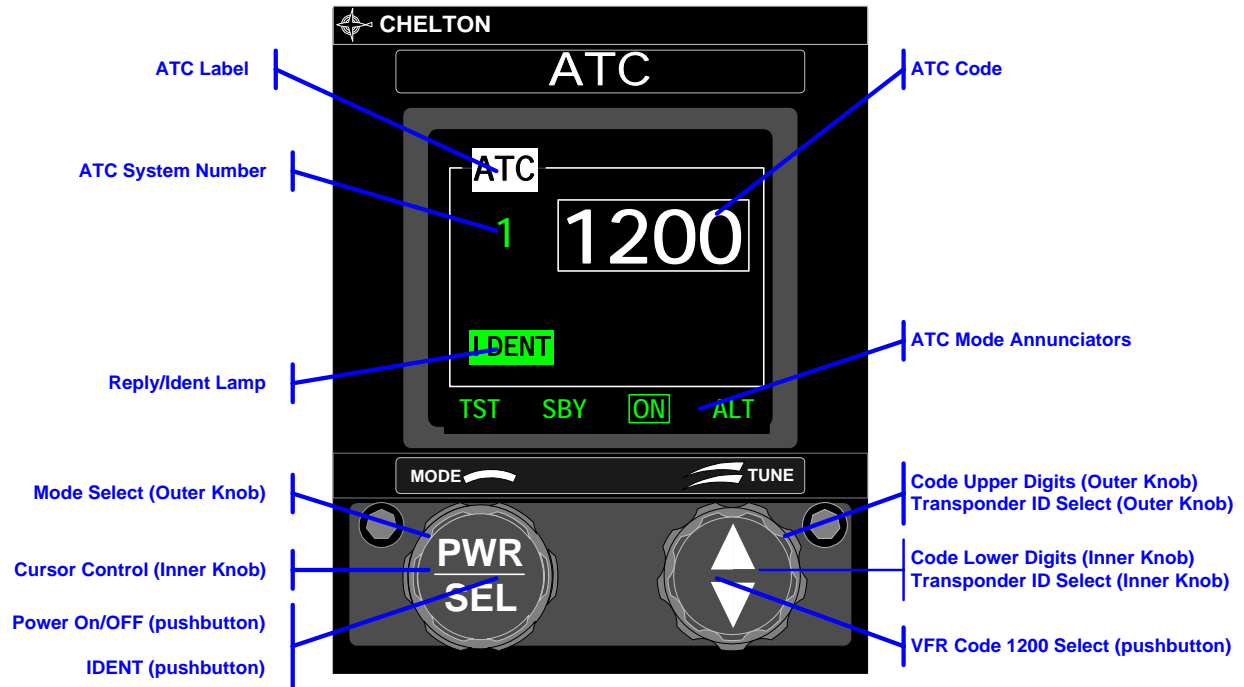 CHELTON
ATC
ATC Label
ATC Code
ATC
ATC System Number
1
1200
IDENT
ATC Mode Annunciators
Reply/Ident Lamp
TST SBY ON ALT
MODE
TUNE
Mode Select (Outer Knob)
Code Upper Digits (Outer Knob)
Transponder ID Select (Outer Knob)
PWR
SEL
Cursor Control (Inner Knob)
Code Lower Digits (Inner Knob)
Transponder ID Select (Inner Knob)
Power On/OFF (pushbutton)
IDENT (pushbutton)
VFR Code 1200 Select (pushbutton)